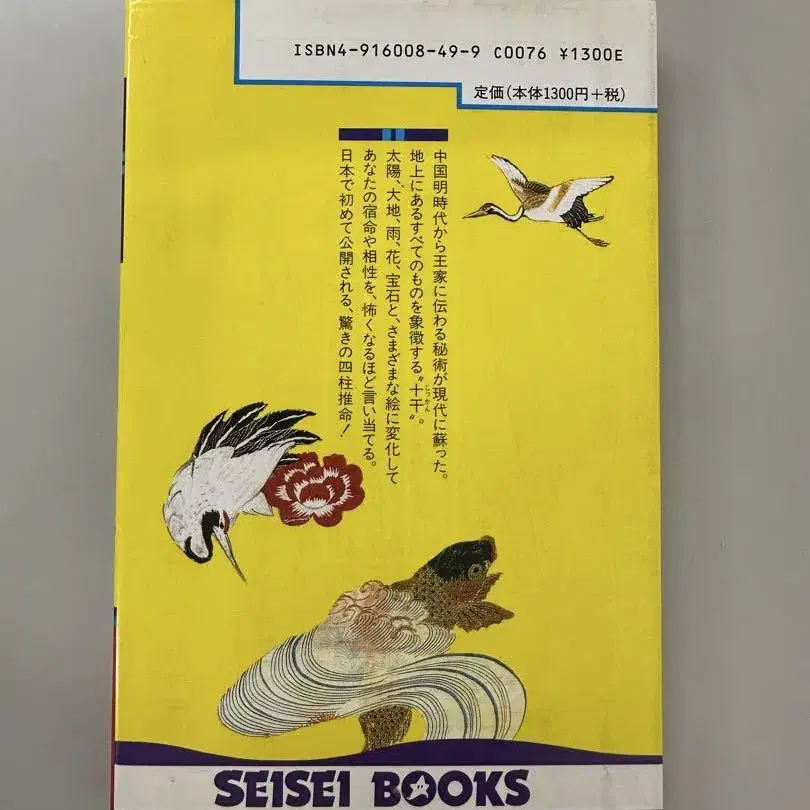 ISBN4-916008-49-9 C0076 ¥1300E
定価(本体1300円+税)
中国明時代から王家に伝わる秘術が現代に蘇った。
地上にあるすべてのものを象徴する〝十干〟。
じっかん
太陽、大地、雨、花、宝石と、さまざまな絵に変化して
あなたの宿命や相性を、怖くなるほど言い当てる。
日本で初めて公開される、驚きの四柱推命!
SEISEI BOOKS